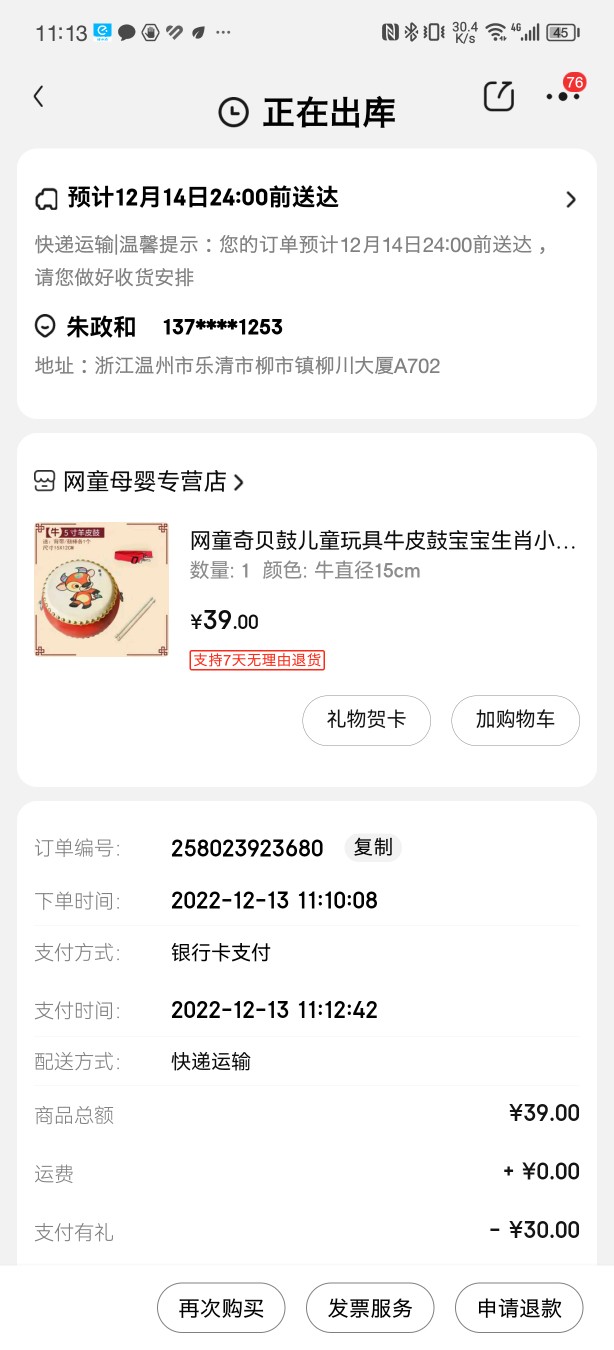 11:13
30.4
K/s
4G
45
正在出库
76
预计12月14日24:00前送达
快递运输|温馨提示：您的订单预计12月14日24:00前送达，
请您做好收货安排
朱政和 137****1253
地址：浙江温州市乐清市柳市镇柳川大厦A702
网童母婴专营店
【牛】5寸羊皮鼓
网童奇贝鼓儿童玩具牛皮鼓宝宝生肖小...
数量: 1 颜色: 牛直径15cm
¥39.00
支持7天无理由退货
礼物贺卡 加购物车
订单编号: 258023923680 复制
下单时间: 2022-12-13 11:10:08
支付方式: 银行卡支付
支付时间: 2022-12-13 11:12:42
配送方式: 快递运输
商品总额 ¥39.00
运费 + ¥0.00
支付有礼 - ¥30.00
再次购买 发票服务 申请退款